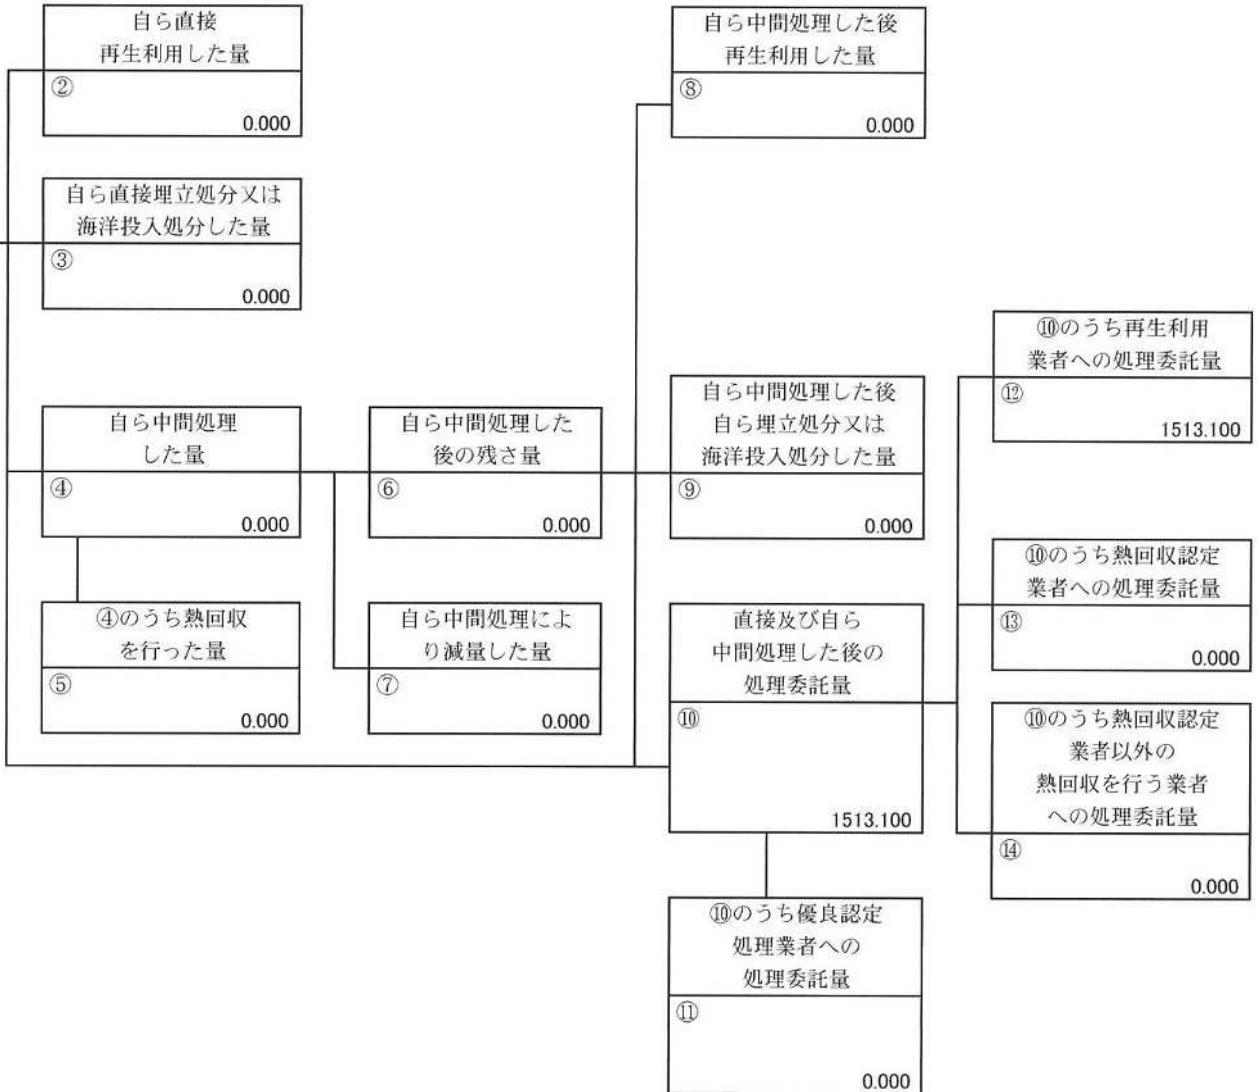 自ら直接
再生利用した量
②
0.000
自ら中間処理した後
再生利用した量
⑧
0.000
自ら直接埋立処分又は
海洋投入処分した量
③
0.000
⑩のうち再生利用
業者への処理委託量
⑫
1513.100
自ら中間処理
した量
④
0.000
自ら中間処理した
後の残さ量
⑥
0.000
自ら中間処理した後
自ら埋立処分又は
海洋投入処分した量
⑨
0.000
⑩のうち熱回収認定
業者への処理委託量
⑬
0.000
④のうち熱回収
を行った量
⑤
0.000
自ら中間処理によ
り減量した量
⑦
0.000
直接及び自ら
中間処理した後の
処理委託量
⑩
1513.100
⑩のうち熱回収認定
業者以外の
熱回収を行う業者
への処理委託量
⑭
0.000
⑩のうち優良認定
処理業者への
処理委託量
⑪
0.000